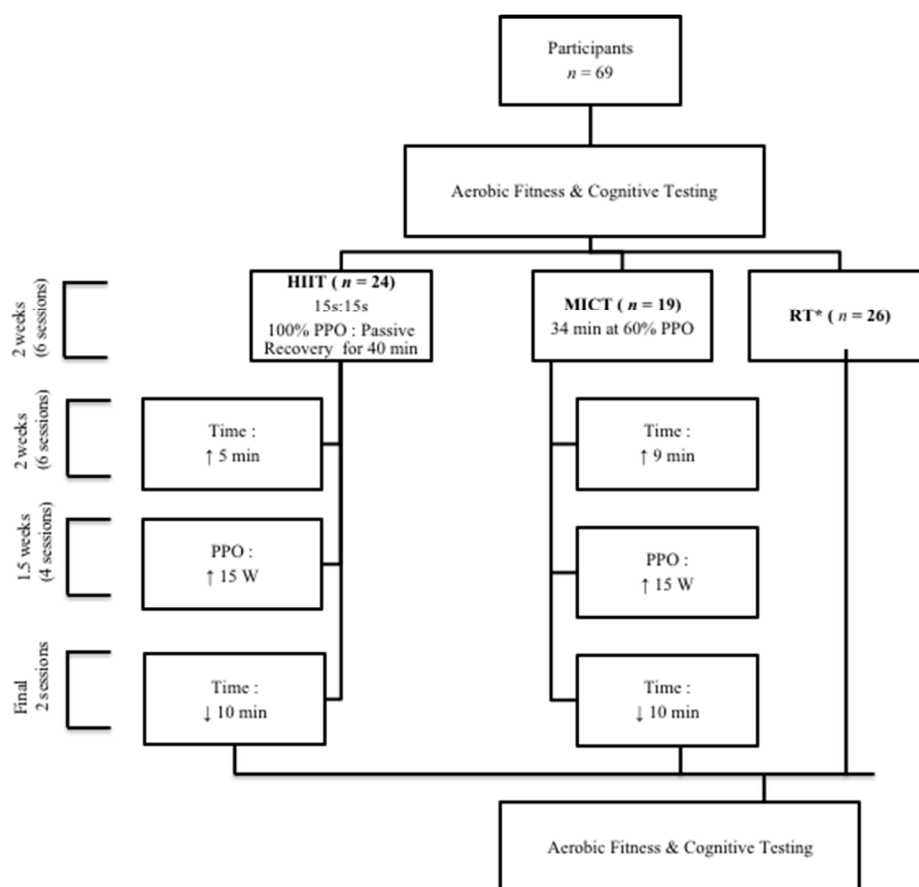 Participants
n = 69
Aerobic Fitness & Cognitive Testing
2 weeks
(6 sessions)
HIIT ( n = 24)
15s:15s
100% PPO : Passive
Recovery for 40 min
MICT ( n = 19)
34 min at 60% PPO
RT* ( n = 26)
2 weeks
(6 sessions)
Time :
↑ 5 min
Time :
↑ 9 min
1.5 weeks
(4 sessions)
PPO :
↑ 15 W
PPO :
↑ 15 W
Final
2 sessions
Time :
↓ 10 min
Time :
↓ 10 min
Aerobic Fitness & Cognitive Testing